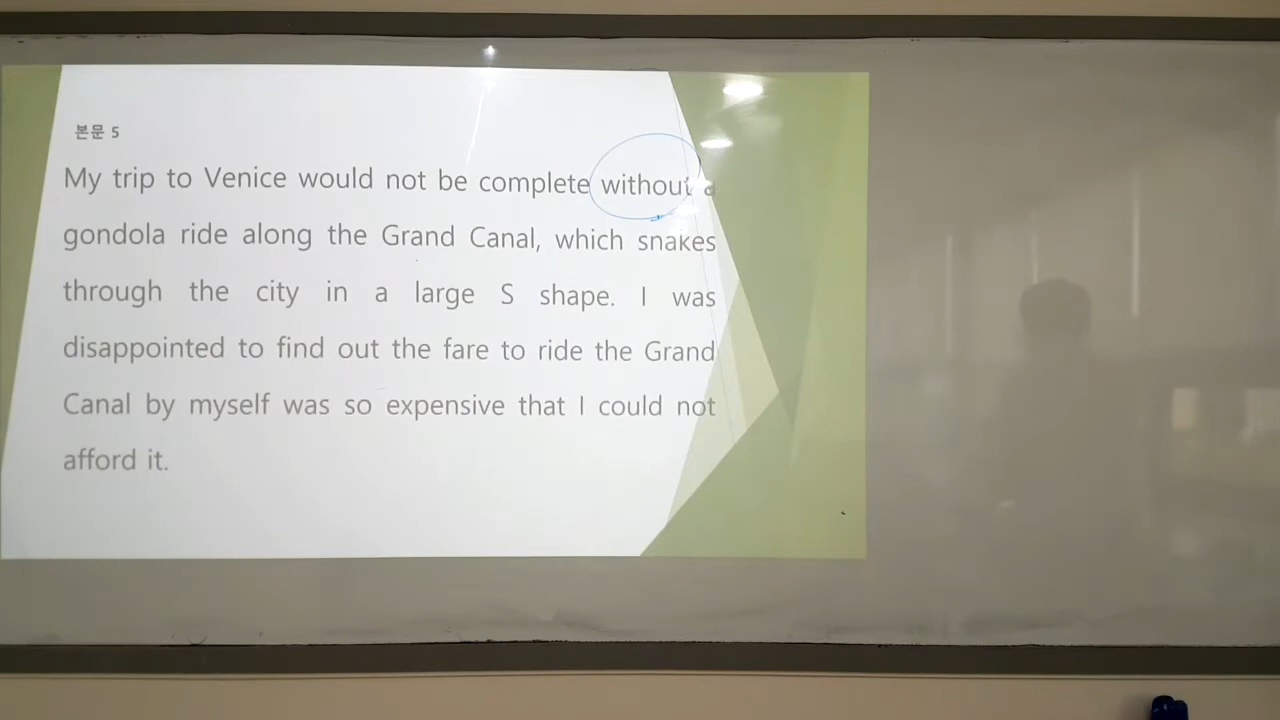 본문 5
My trip to Venice would not be complete without a
gondola ride along the Grand Canal, which snakes
through the city in a large S shape. I was
disappointed to find out the fare to ride the Grand
Canal by myself was so expensive that I could not
afford it.